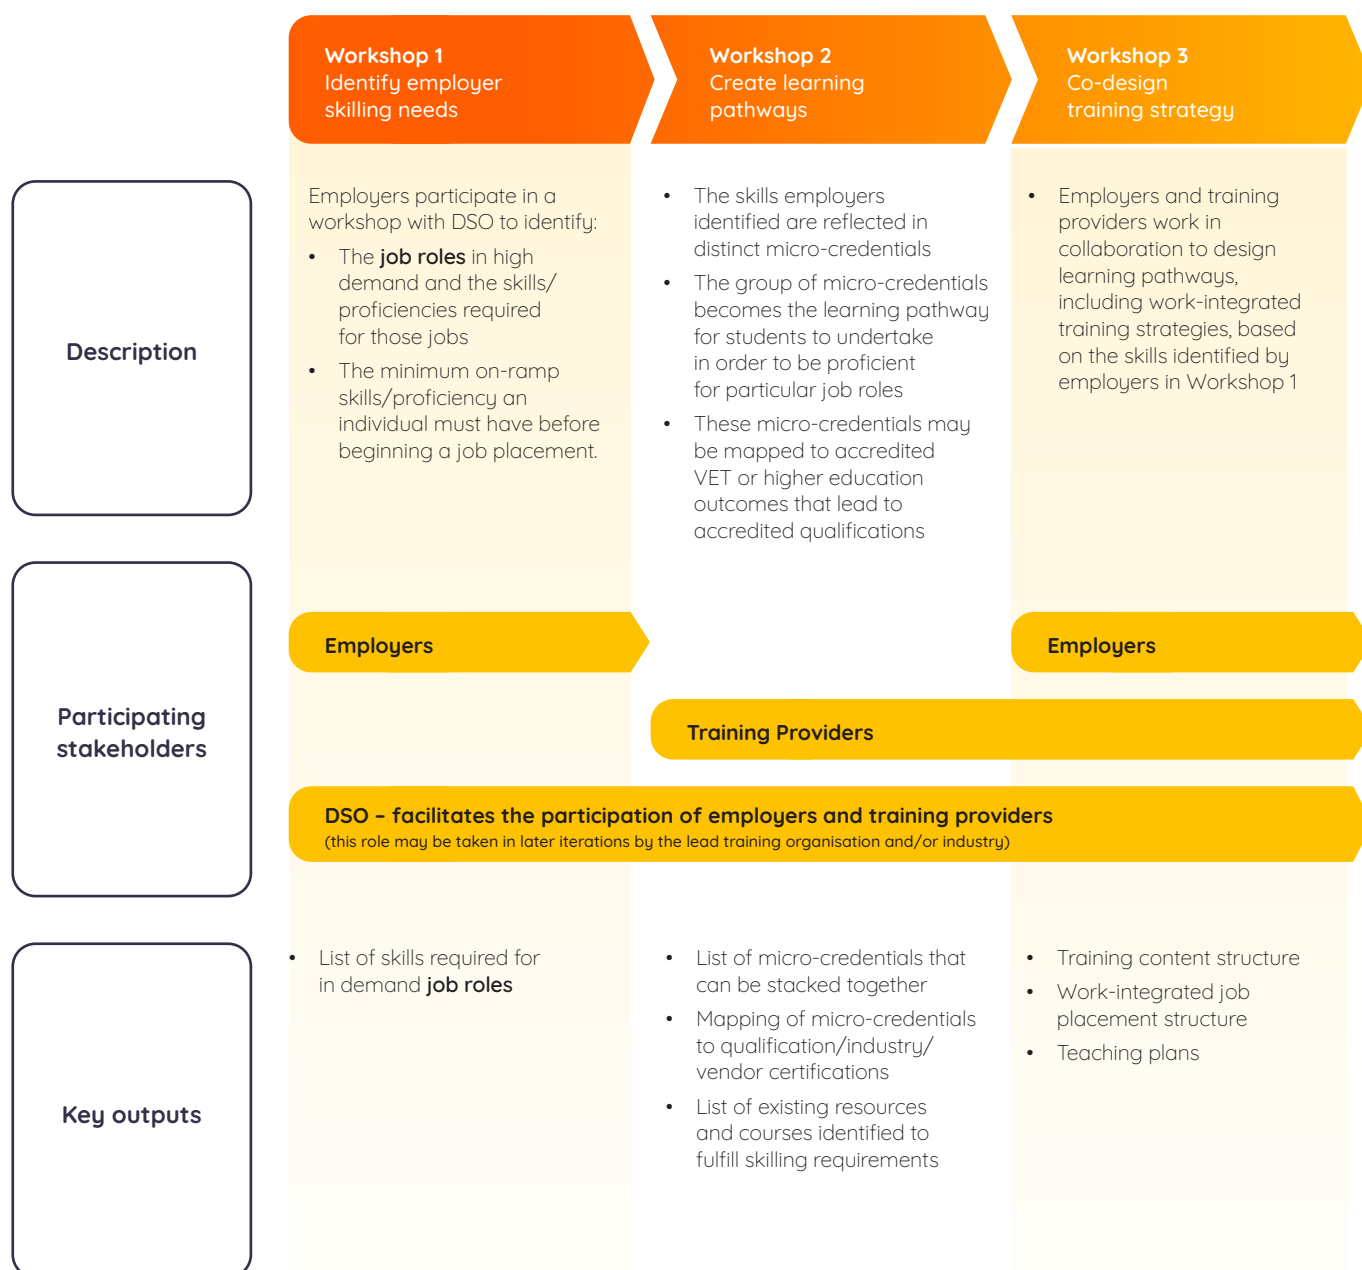 Workshop 1
Identify employer
skilling needs
Workshop 2
Create learning
pathways
Workshop 3
Co-design
training strategy
Description
Employers participate in a
workshop with DSO to identify:
• The job roles in high
demand and the skills/
proficiencies required
for those jobs
• The minimum on-ramp
skills/proficiency an
individual must have before
beginning a job placement.
• The skills employers
identified are reflected in
distinct micro-credentials
• The group of micro-credentials
becomes the learning pathway
for students to undertake
in order to be proficient
for particular job roles
• These micro-credentials may
be mapped to accredited
VET or higher education
outcomes that lead to
accredited qualifications
• Employers and training
providers work in
collaboration to design
learning pathways,
including work-integrated
training strategies, based
on the skills identified by
employers in Workshop 1
Participating
stakeholders
Employers
Employers
Training Providers
DSO – facilitates the participation of employers and training providers
(this role may be taken in later iterations by the lead training organisation and/or industry)
Key outputs
• List of skills required for
in demand job roles
• List of micro-credentials that
can be stacked together
• Mapping of micro-credentials
to qualification/industry/
vendor certifications
• List of existing resources
and courses identified to
fulfill skilling requirements
• Training content structure
• Work-integrated job
placement structure
• Teaching plans